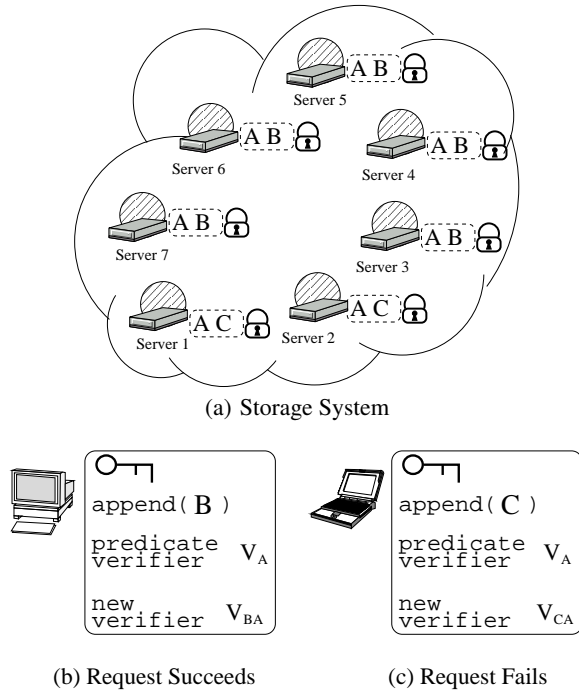 A B
Server 5
A B
Server 6
A B
Server 4
A B
Server 7
A B
Server 3
A C
Server 1
A C
Server 2
(a) Storage System
append( B )
predicate
verifier V_A
new
verifier V_BA
(b) Request Succeeds
append( C )
predicate
verifier V_A
new
verifier V_CA
(c) Request Fails